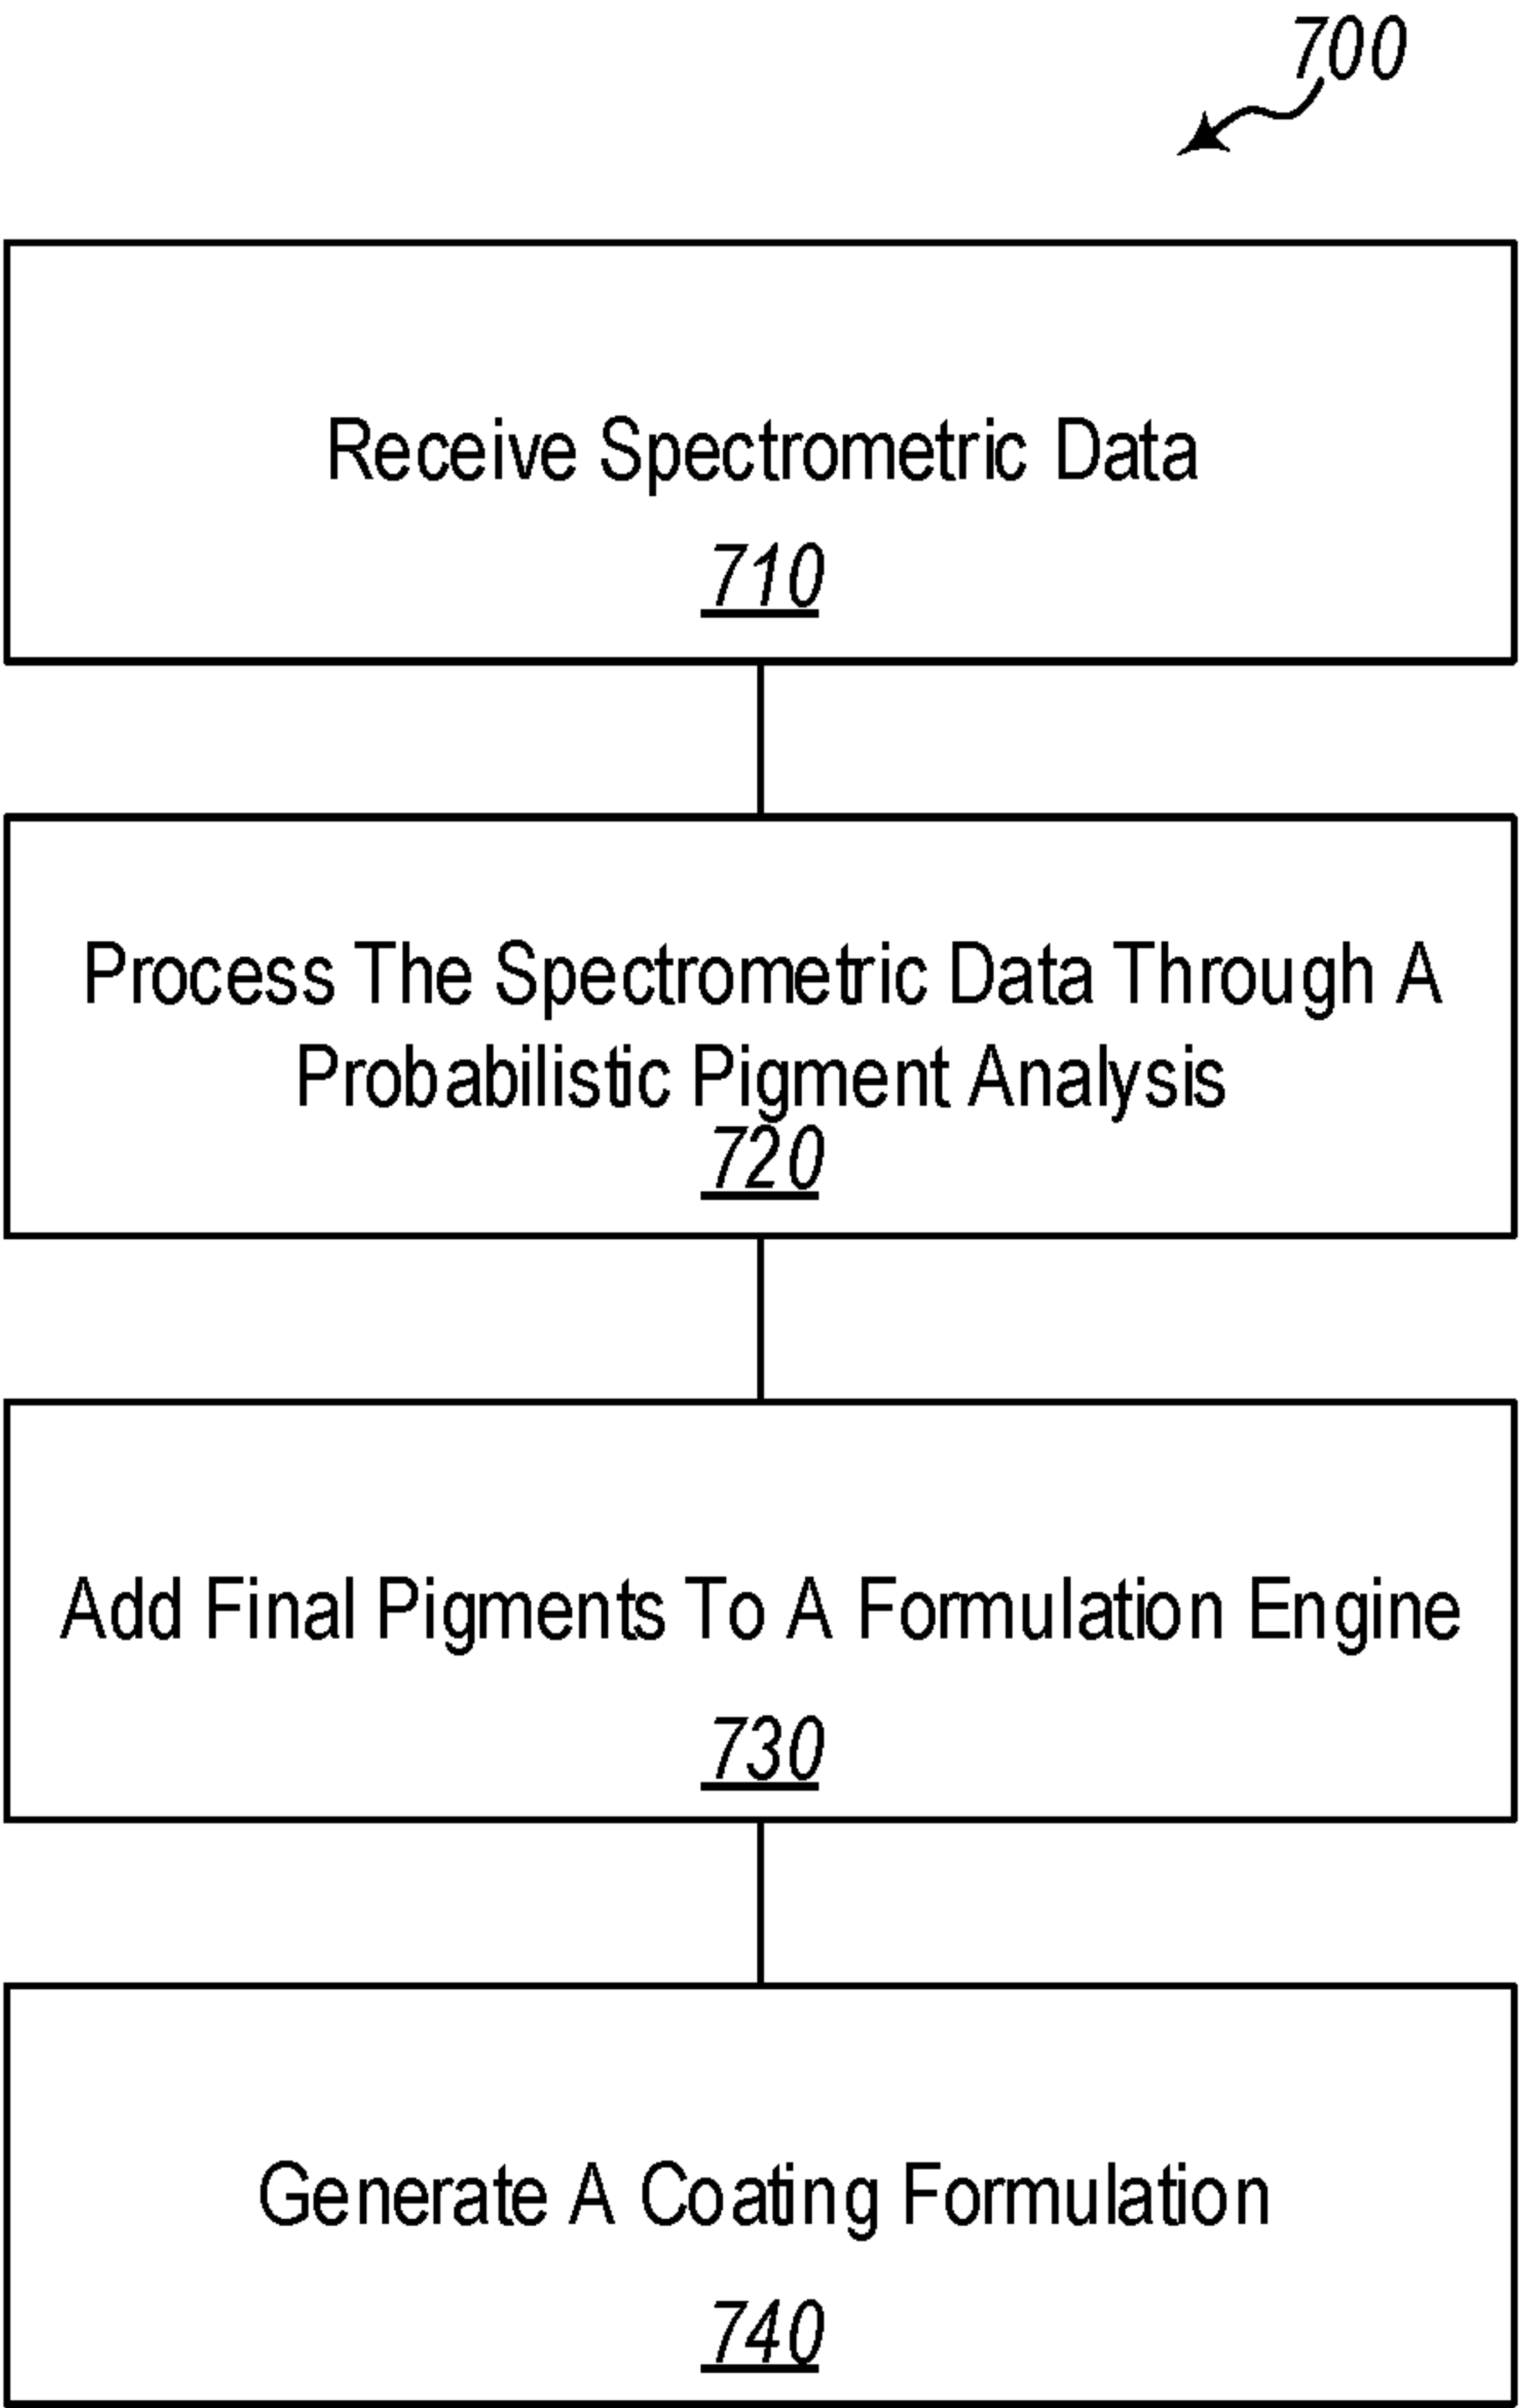 700
Receive Spectrometric Data
710
Process The Spectrometric Data Through A
Probabilistic Pigment Analysis
720
Add Final Pigments To A Formulation Engine
730
Generate A Coating Formulation
740